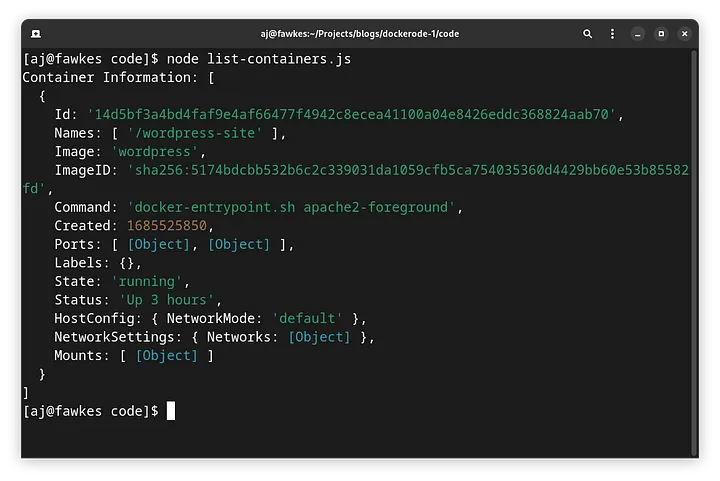 aj@fawkes:~/Projects/blogs/dockerode-1/code
[aj@fawkes code]$ node list-containers.js
Container Information: [
  {
    Id: '14d5bf3a4bd4faf9e4af66477f4942c8ecea41100a04e8426eddc368824aab70',
    Names: [ '/wordpress-site' ],
    Image: 'wordpress',
    ImageID: 'sha256:5174bdcbb532b6c2c339031da1059cfb5ca754035360d4429bb60e53b85582
fd',
    Command: 'docker-entrypoint.sh apache2-foreground',
    Created: 1685525850,
    Ports: [ [Object], [Object] ],
    Labels: {},
    State: 'running',
    Status: 'Up 3 hours',
    HostConfig: { NetworkMode: 'default' },
    NetworkSettings: { Networks: [Object] },
    Mounts: [ [Object] ]
  }
]
[aj@fawkes code]$